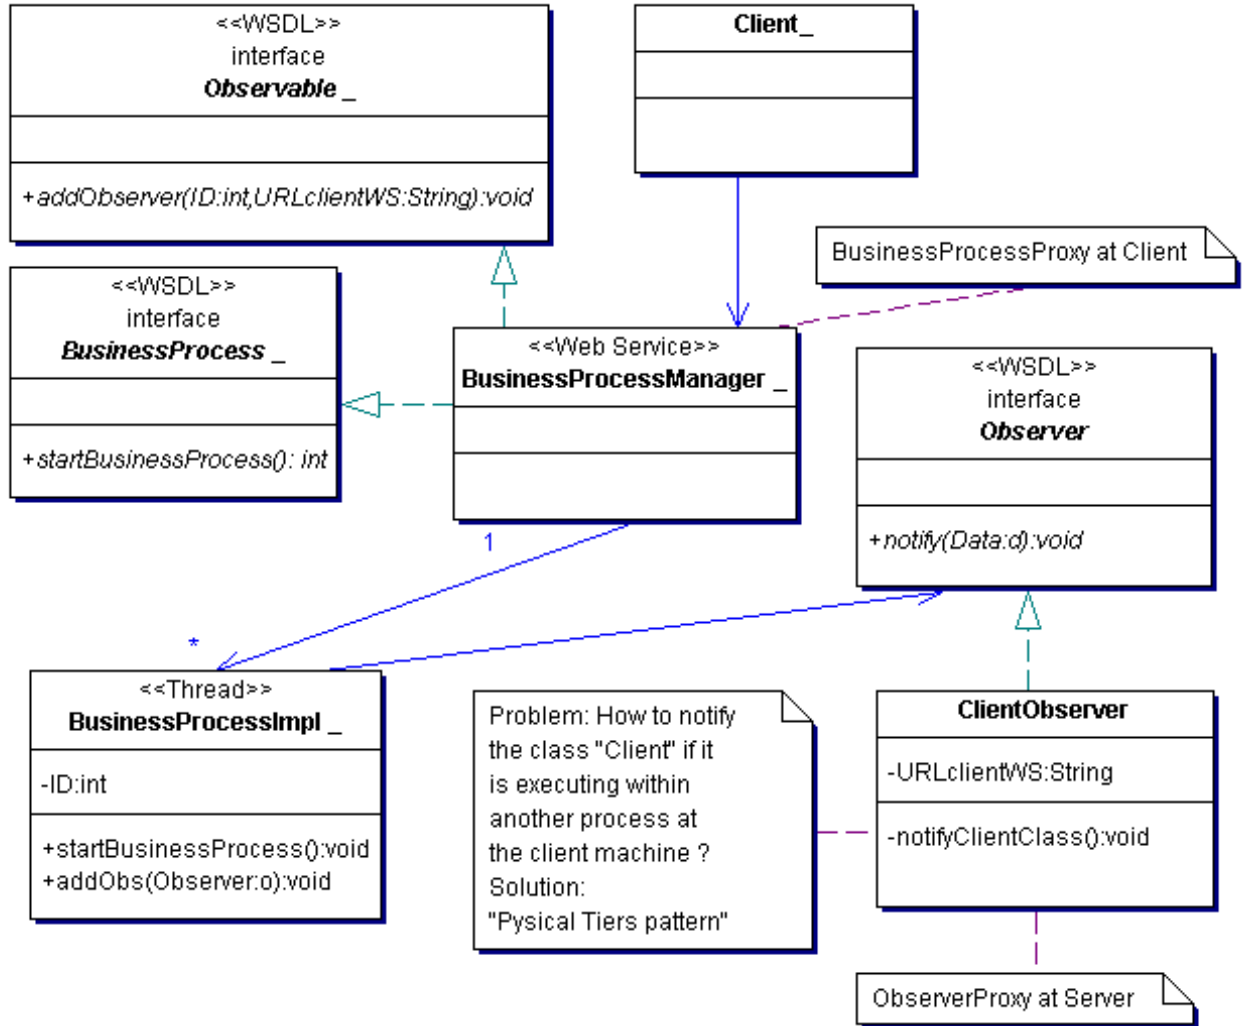 <<WSDL>>
interface
Observable _
+addObserver(ID:int,URLclientWS:String):void
Client_
BusinessProcessProxy at Client
<<WSDL>>
interface
BusinessProcess _
+startBusinessProcess(): int
<<Web Service>>
BusinessProcessManager _
<<WSDL>>
interface
Observer
+notify(Data:d):void
1
*
<<Thread>>
BusinessProcessImpl _
-ID:int
+startBusinessProcess():void
+addObs(Observer:o):void
Problem: How to notify
the class "Client" if it
is executing within
another process at
the client machine ?
Solution:
"Pysical Tiers pattern"
ClientObserver
-URLclientWS:String
-notifyClientClass():void
ObserverProxy at Server